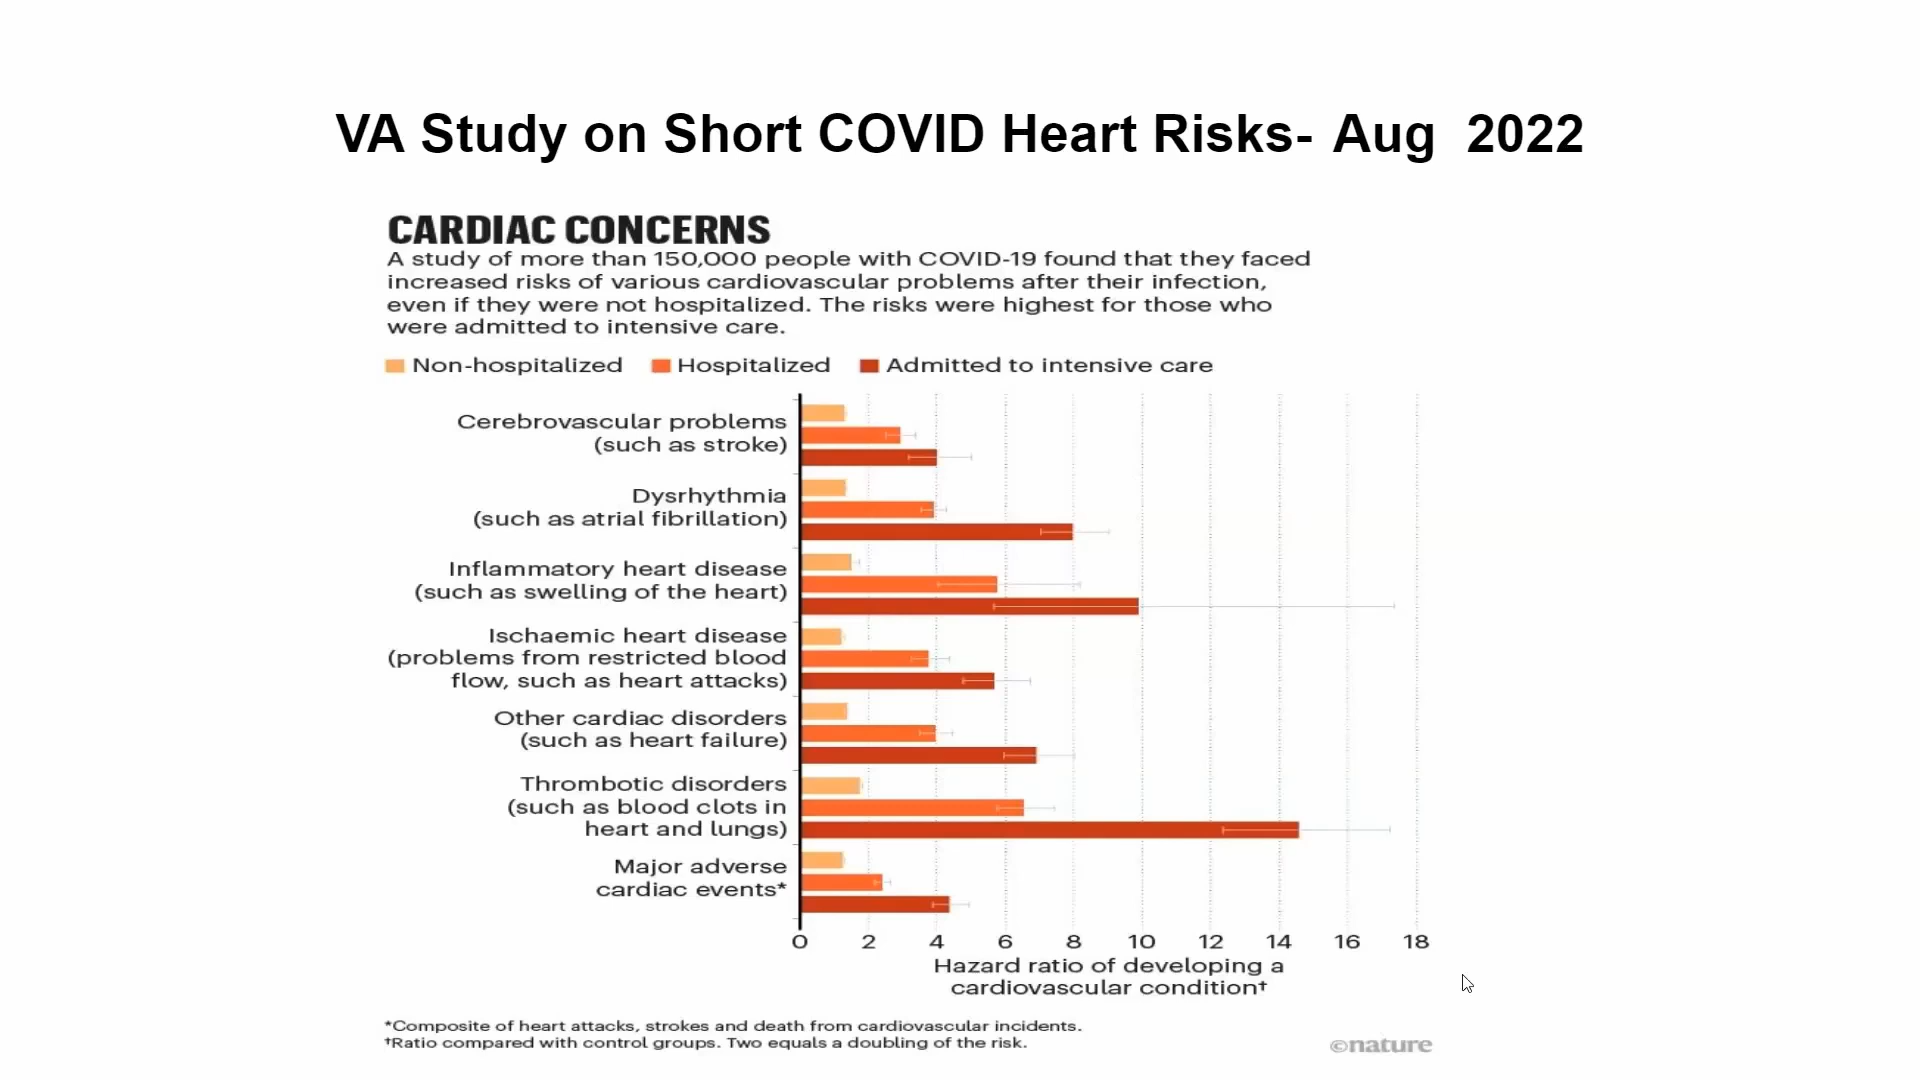 VA Study on Short COVID Heart Risks- Aug  2022
CARDIAC CONCERNS
A study of more than 150,000 people with COVID-19 found that they faced
increased risks of various cardiovascular problems after their infection,
even if they were not hospitalized. The risks were highest for those who
were admitted to intensive care.
Non-hospitalized Hospitalized Admitted to intensive care
Cerebrovascular problems
(such as stroke)
Dysrhythmia
(such as atrial fibrillation)
Inflammatory heart disease
(such as swelling of the heart)
Ischaemic heart disease
(problems from restricted blood
flow, such as heart attacks)
Other cardiac disorders
(such as heart failure)
Thrombotic disorders
(such as blood clots in
heart and lungs)
Major adverse
cardiac events*
0 2 4 6 8 10 12 14 16 18
Hazard ratio of developing a
cardiovascular condition†
*Composite of heart attacks, strokes and death from cardiovascular incidents.
†Ratio compared with control groups. Two equals a doubling of the risk.
©nature